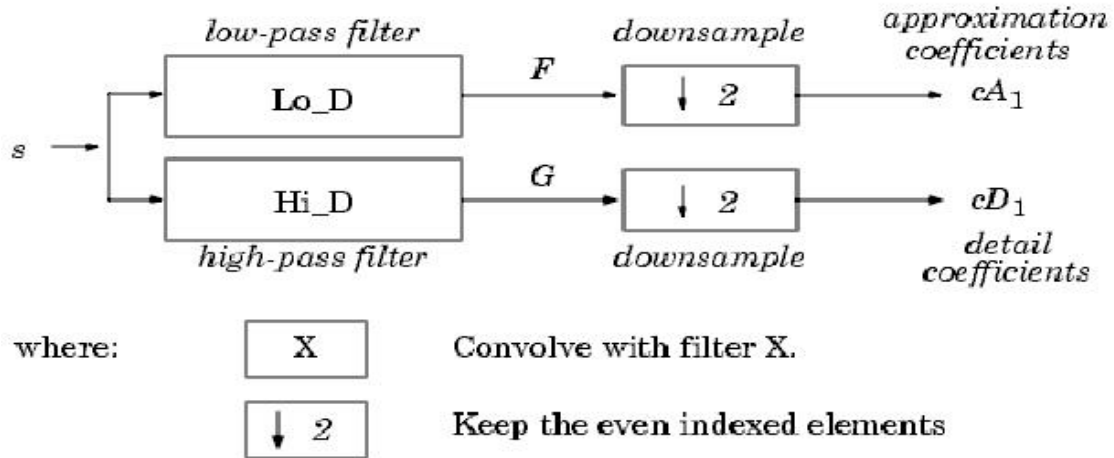 low-pass filter
downsample
approximation
coefficients
Lo_D
F
↓ 2
cA₁
s
Hi_D
G
↓ 2
cD₁
high-pass filter
downsample
detail
coefficients
where:
X
Convolve with filter X.
↓ 2
Keep the even indexed elements